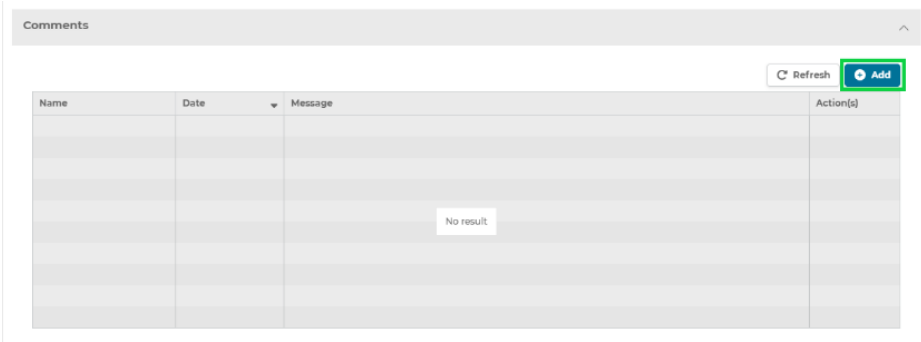 Comments
Refresh Add
Name Date Message Action(s)
No result